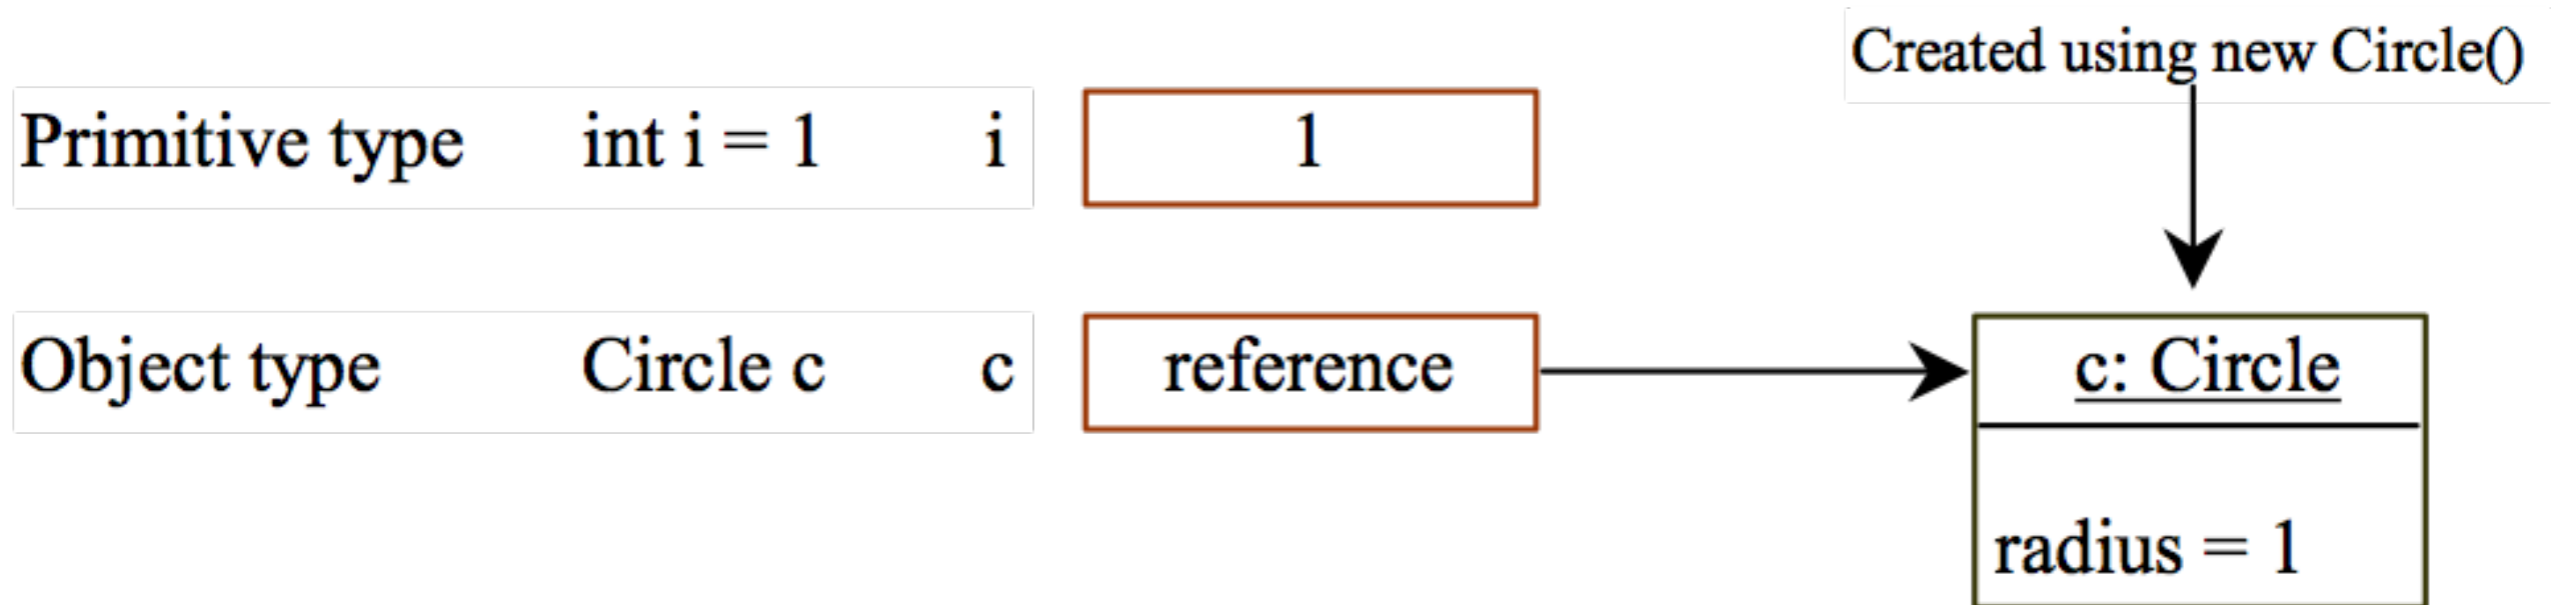 Created using new Circle()
Primitive type int i = 1 i 1
Object type Circle c c reference c: Circle
radius = 1